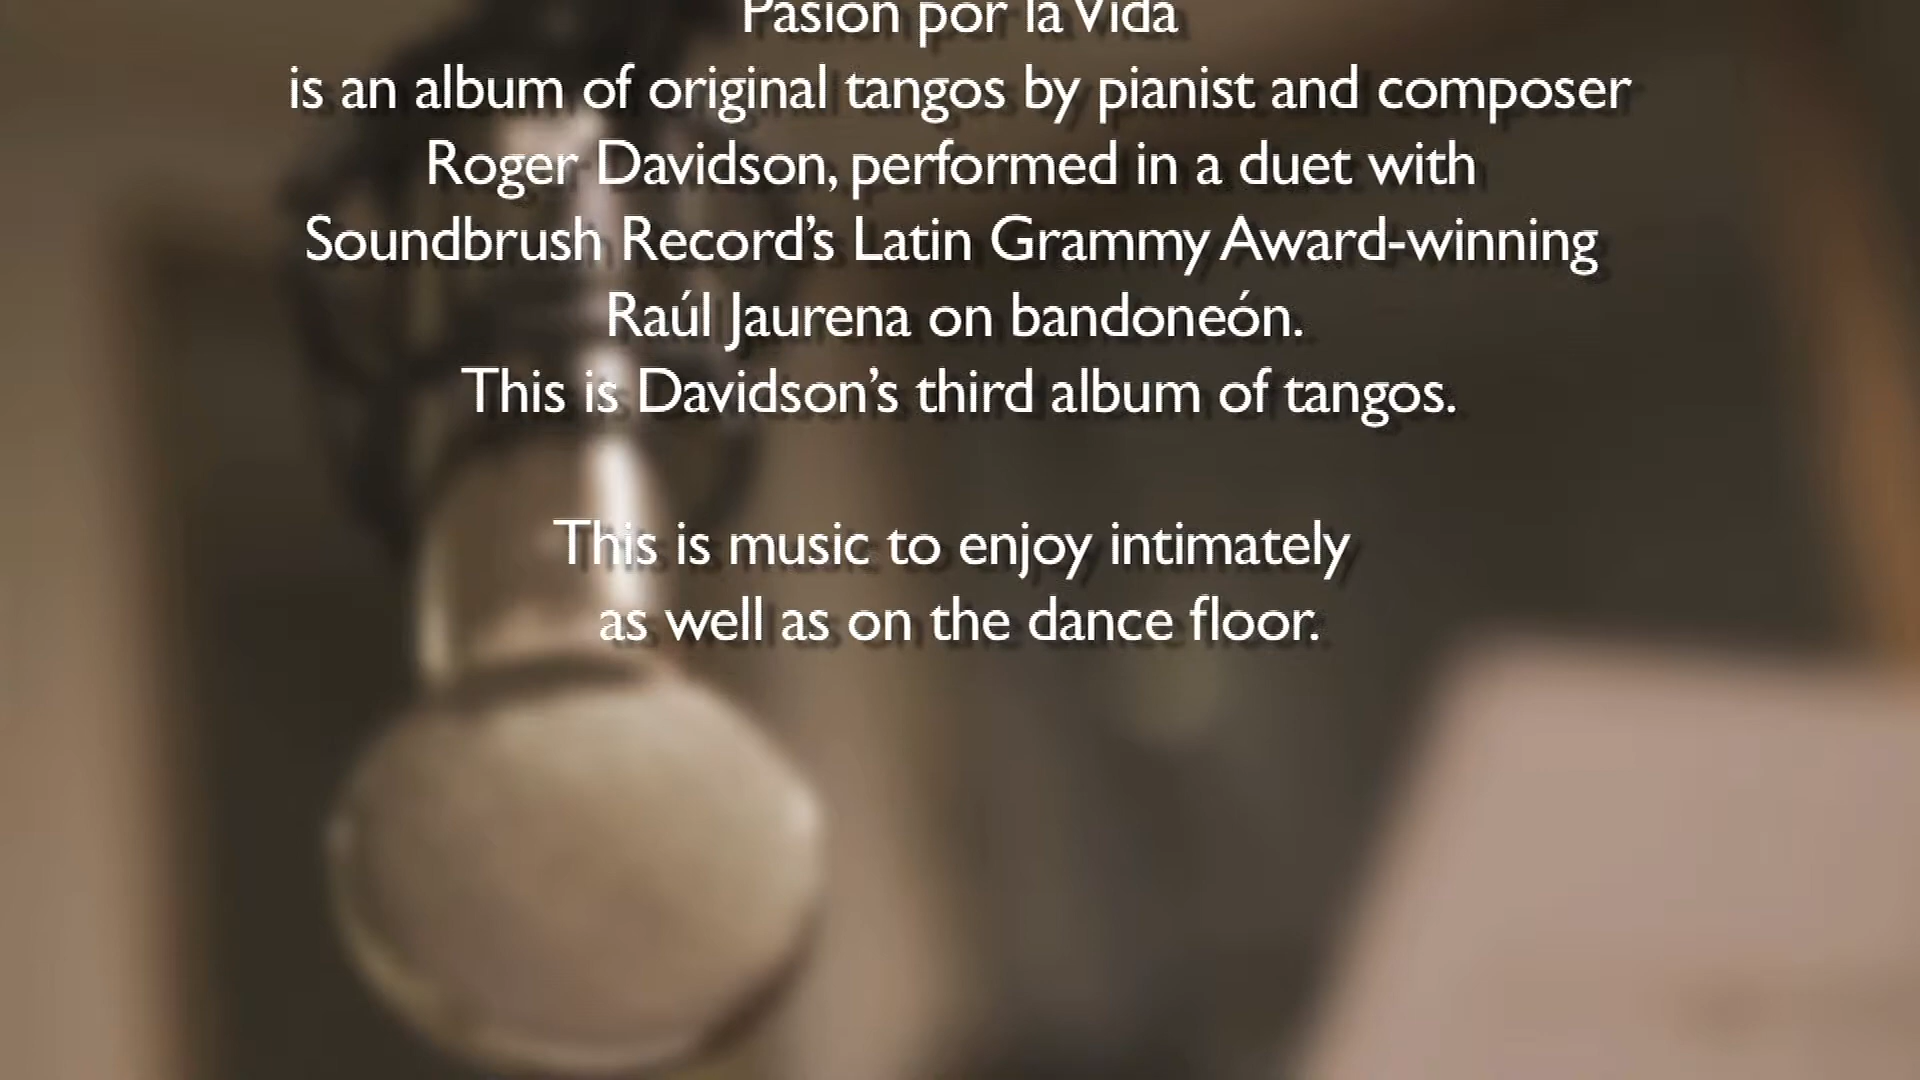 Pasión por la Vida
is an album of original tangos by pianist and composer
Roger Davidson, performed in a duet with
Soundbrush Record’s Latin Grammy Award-winning
Raúl Jaurena on bandoneón.
This is Davidson’s third album of tangos.
This is music to enjoy intimately
as well as on the dance floor.